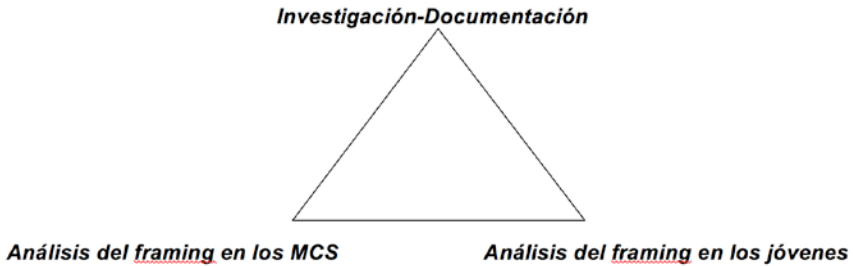 Investigación-Documentación
Análisis del framing en los MCS
Análisis del framing en los jóvenes